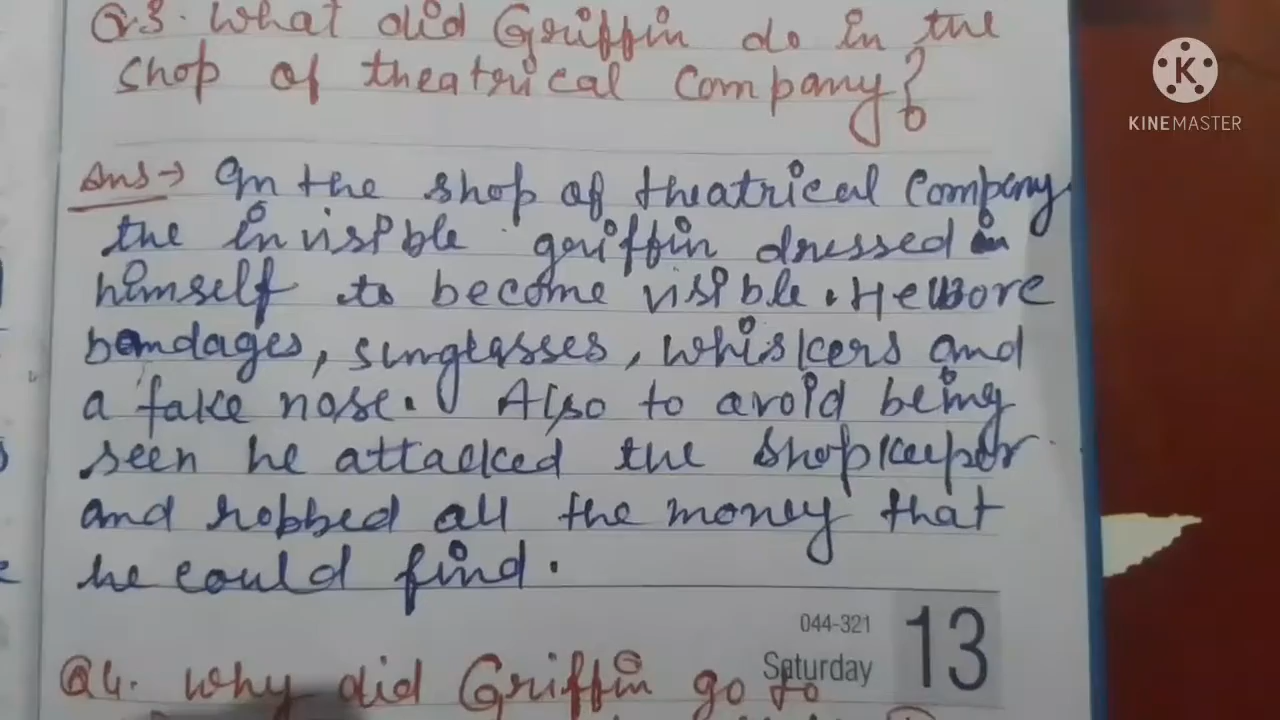 Q3. What did Griffin do in the
shop of theatrical Company?
KINEMASTER
Ans→ In the shop of theatrical Company
the invisible griffin dressed in
himself to become visible. He wore
bandages, sunglasses, whiskers and
a fake nose. Also to avoid being
seen he attacked the shopkeeper
and robbed all the money that
he could find.
044-321
13
Saturday
Q4. Why did Griffin go to